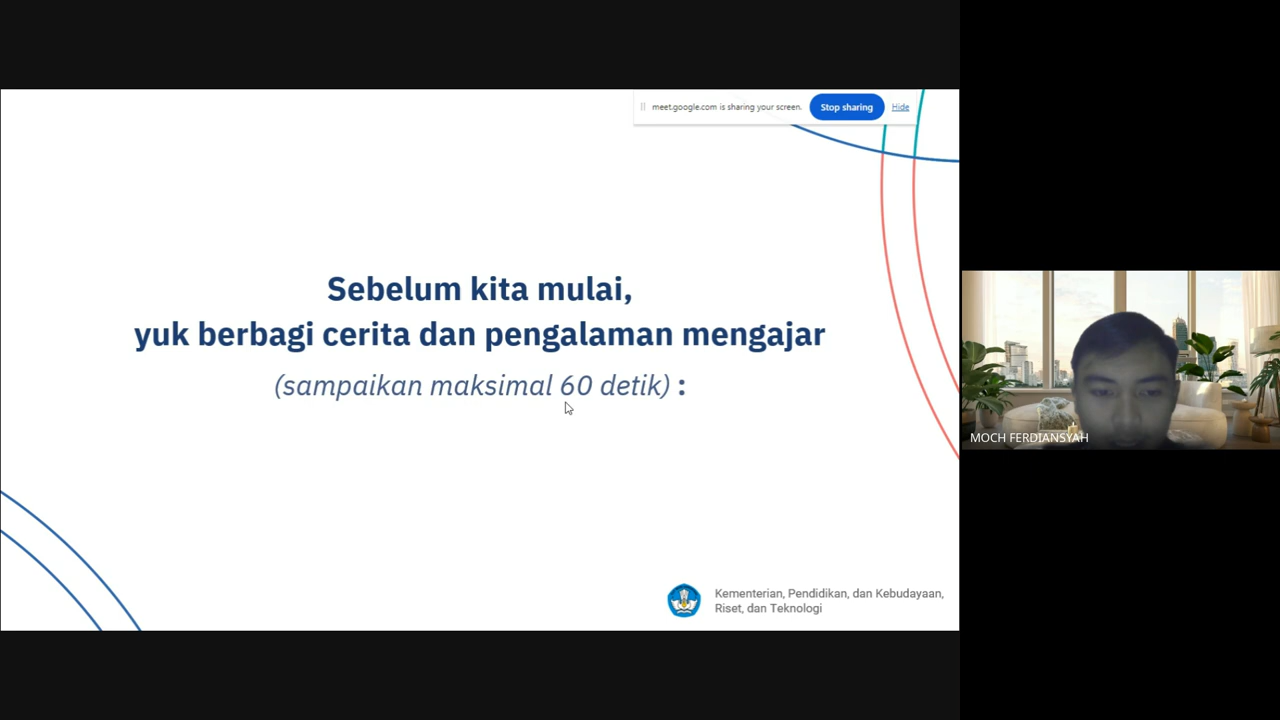 meet.google.com is sharing your screen.
Stop sharing
Hide
Sebelum kita mulai,
yuk berbagi cerita dan pengalaman mengajar
(sampaikan maksimal 60 detik) :
MOCH FERDIANSYAH
Kementerian, Pendidikan, dan Kebudayaan,
Riset, dan Teknologi